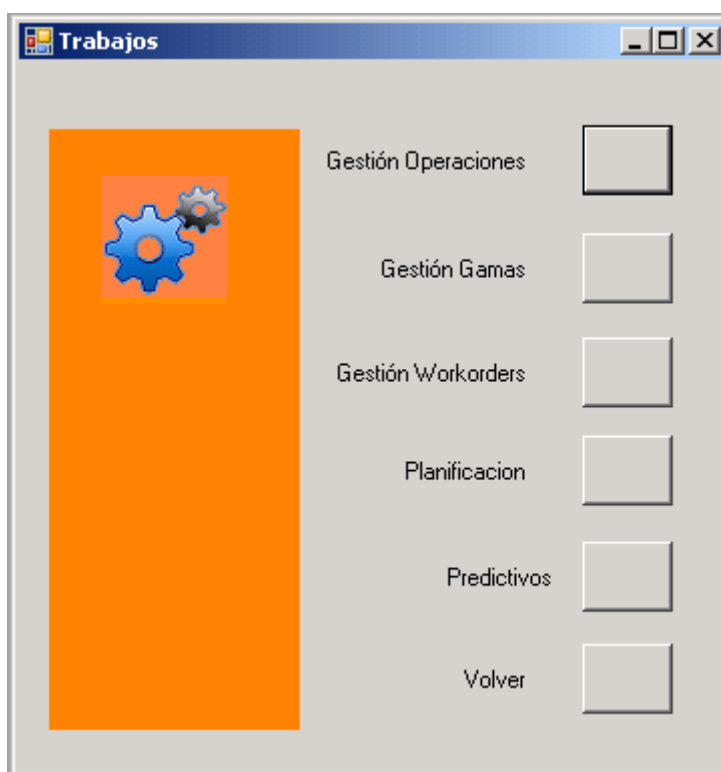 Trabajos
Gestión Operaciones
Gestión Gamas
Gestión Workorders
Planificacion
Predictivos
Volver